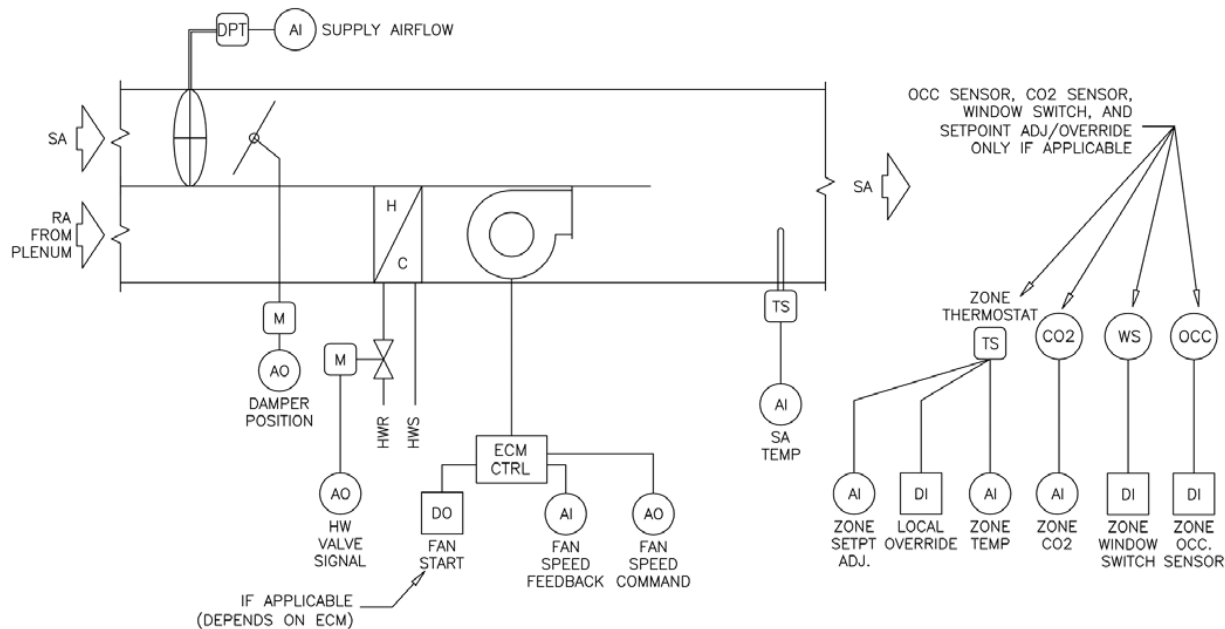 DPT
AI
SUPPLY AIRFLOW
OCC SENSOR, CO2 SENSOR,
WINDOW SWITCH, AND
SETPOINT ADJ/OVERRIDE
ONLY IF APPLICABLE
SA
SA
RA
FROM
PLENUM
H
C
M
AO
DAMPER
POSITION
M
AO
HW
VALVE
SIGNAL
HWR
HWS
ECM
CTRL
DO
FAN
START
AI
FAN
SPEED
FEEDBACK
AO
FAN
SPEED
COMMAND
IF APPLICABLE
(DEPENDS ON ECM)
TS
AI
SA
TEMP
ZONE
THERMOSTAT
TS
CO2
WS
OCC
AI
ZONE
SETPT
ADJ.
DI
LOCAL
OVERRIDE
AI
ZONE
TEMP
AI
ZONE
CO2
DI
ZONE
WINDOW
SWITCH
DI
ZONE
OCC.
SENSOR